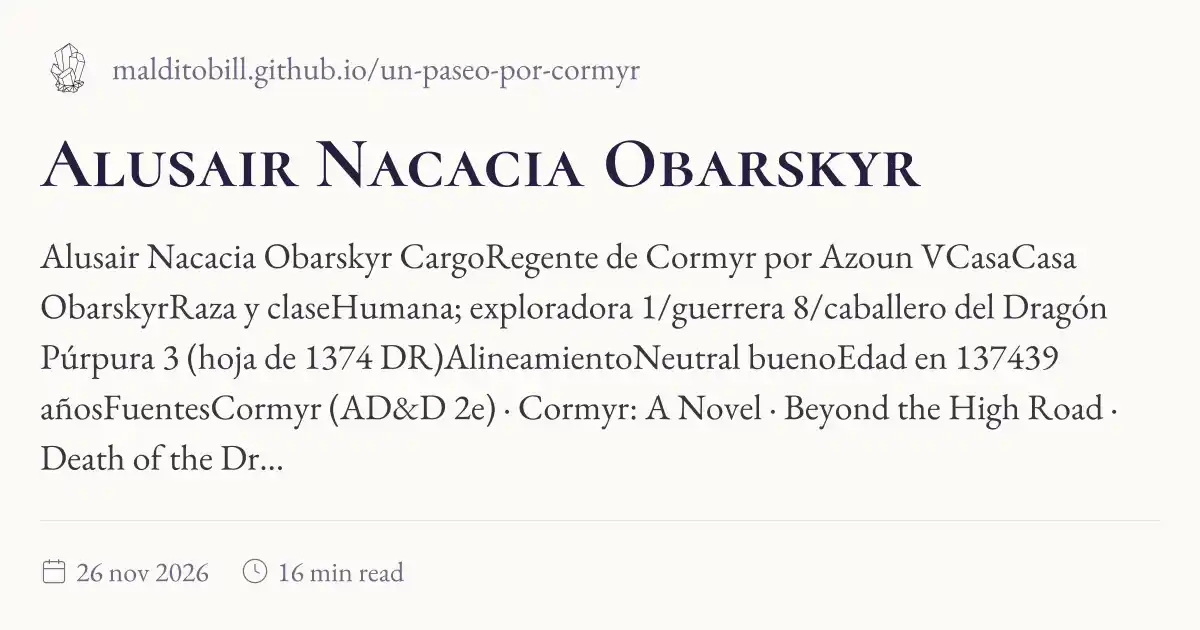 malditobill.github.io/un-paseo-por-cormyr
Alusair Nacacia Obarskyr
Alusair Nacacia Obarskyr CargoRegente de Cormyr por Azoun VCasaCasa
ObarskyrRaza y claseHumana; exploradora 1/guerrera 8/caballero del Dragón
Púrpura 3 (hoja de 1374 DR)AlineamientoNeutral buenoEdad en 137439
añosFuentesCormyr (AD&D 2e) · Cormyr: A Novel · Beyond the High Road ·
Death of the Dr...
26 nov 2026 16 min read